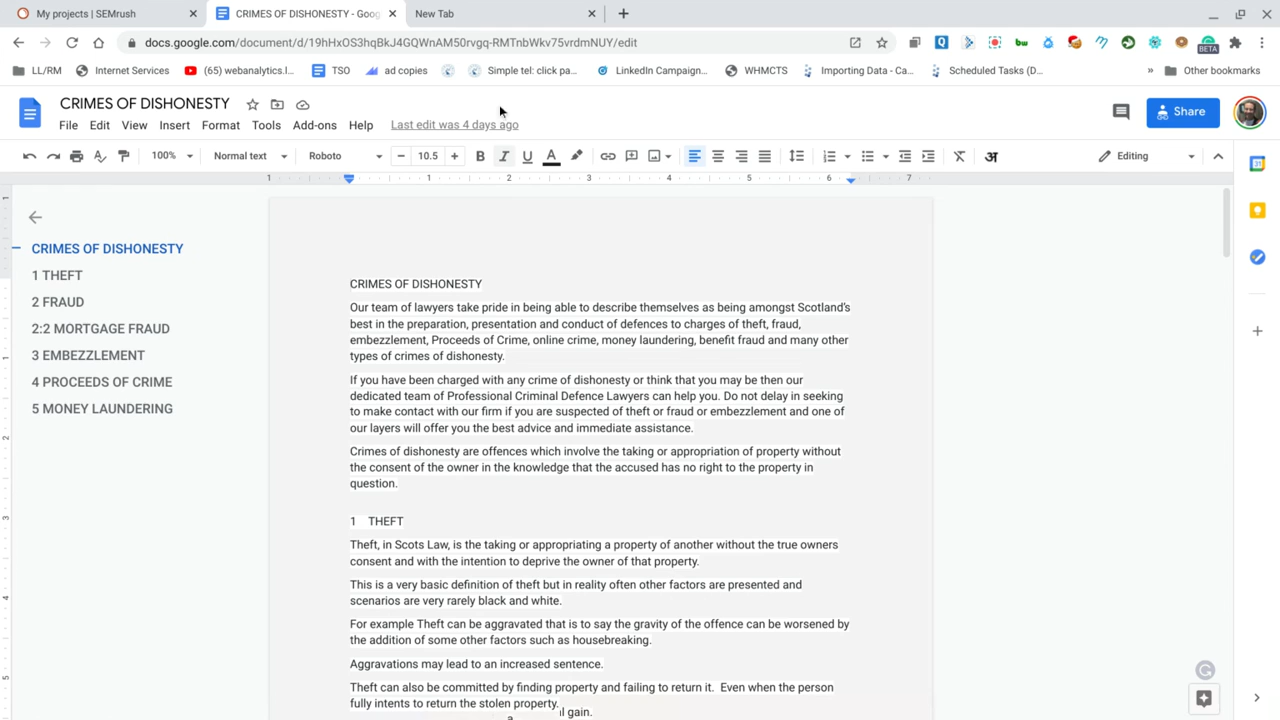 My projects | SEMrush
CRIMES OF DISHONESTY - Goog
New Tab
docs.google.com/document/d/19hHxOS3hqBkJ4GQWnAM50rvgq-RMTnbWkv75vrdmNUY/edit
BETA
LL/RM
Internet Services
(65) webanalytics.l...
TSO
ad copies
Simple tel: click pa...
LinkedIn Campaign...
WHMCTS
Importing Data - Ca...
Scheduled Tasks (D...
»
Other bookmarks
CRIMES OF DISHONESTY
File Edit View Insert Format Tools Add-ons Help Last edit was 4 days ago
Share
100% Normal text Roboto 10.5 B I U A अ Editing
1 1 2 3 4 5 6 7
CRIMES OF DISHONESTY
1 THEFT
2 FRAUD
2:2 MORTGAGE FRAUD
3 EMBEZZLEMENT
4 PROCEEDS OF CRIME
5 MONEY LAUNDERING
1
1
2
3
4
5
CRIMES OF DISHONESTY
Our team of lawyers take pride in being able to describe themselves as being amongst Scotland's
best in the preparation, presentation and conduct of defences to charges of theft, fraud,
embezzlement, Proceeds of Crime, online crime, money laundering, benefit fraud and many other
types of crimes of dishonesty.
If you have been charged with any crime of dishonesty or think that you may be then our
dedicated team of Professional Criminal Defence Lawyers can help you. Do not delay in seeking
to make contact with our firm if you are suspected of theft or fraud or embezzlement and one of
our layers will offer you the best advice and immediate assistance.
Crimes of dishonesty are offences which involve the taking or appropriation of property without
the consent of the owner in the knowledge that the accused has no right to the property in
question.
1 THEFT
Theft, in Scots Law, is the taking or appropriating a property of another without the true owners
consent and with the intention to deprive the owner of that property.
This is a very basic definition of theft but in reality often other factors are presented and
scenarios are very rarely black and white.
For example Theft can be aggravated that is to say the gravity of the offence can be worsened by
the addition of some other factors such as housebreaking.
Aggravations may lead to an increased sentence.
Theft can also be committed by finding property and failing to return it. Even when the person
fully intents to return the stolen property.
gain.